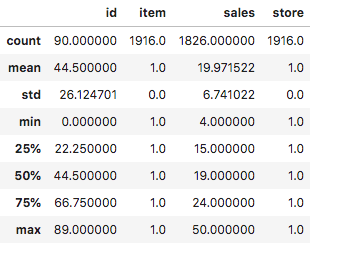 id item sales store
count 90.000000 1916.0 1826.000000 1916.0
mean 44.500000 1.0 19.971522 1.0
std 26.124701 0.0 6.741022 0.0
min 0.000000 1.0 4.000000 1.0
25% 22.250000 1.0 15.000000 1.0
50% 44.500000 1.0 19.000000 1.0
75% 66.750000 1.0 24.000000 1.0
max 89.000000 1.0 50.000000 1.0